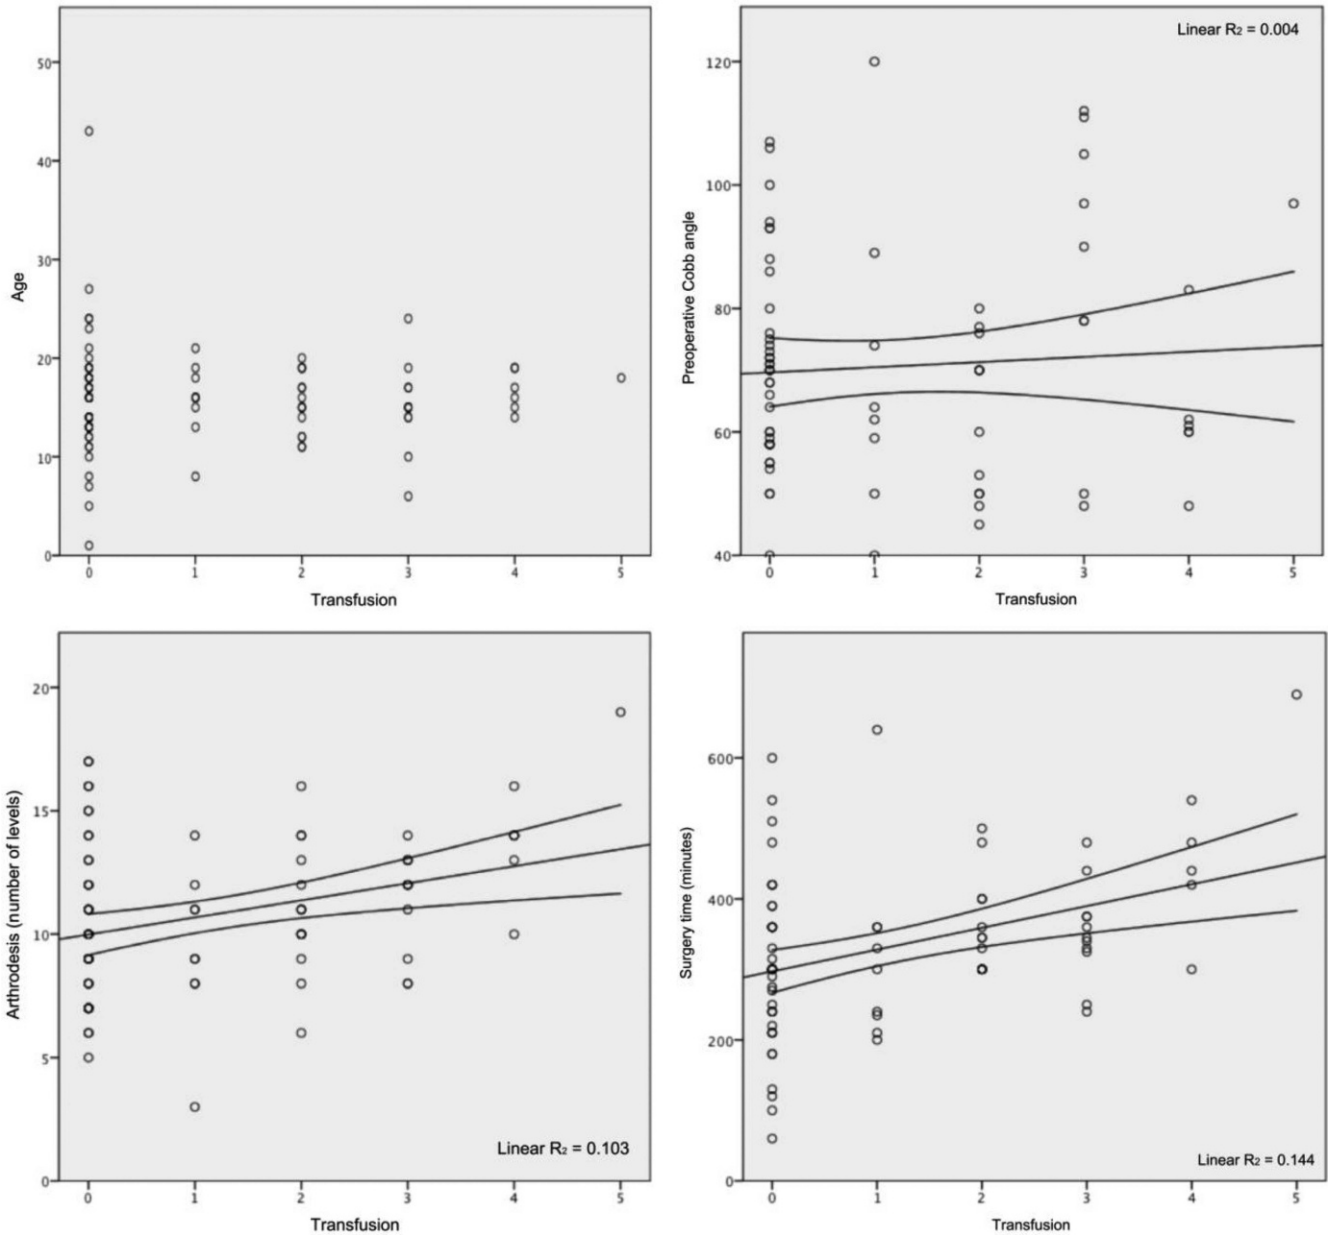 50
40
30
20
10
0
Age
0 1 2 3 4 5
Transfusion
Linear R2 = 0.004
120
100
80
60
40
Preoperative Cobb angle
0 1 2 3 4 5
Transfusion
20
15
10
5
0
Arthrodesis (number of levels)
Linear R2 = 0.103
0 1 2 3 4 5
Transfusion
600
400
200
0
Surgery time (minutes)
Linear R2 = 0.144
0 1 2 3 4 5
Transfusion